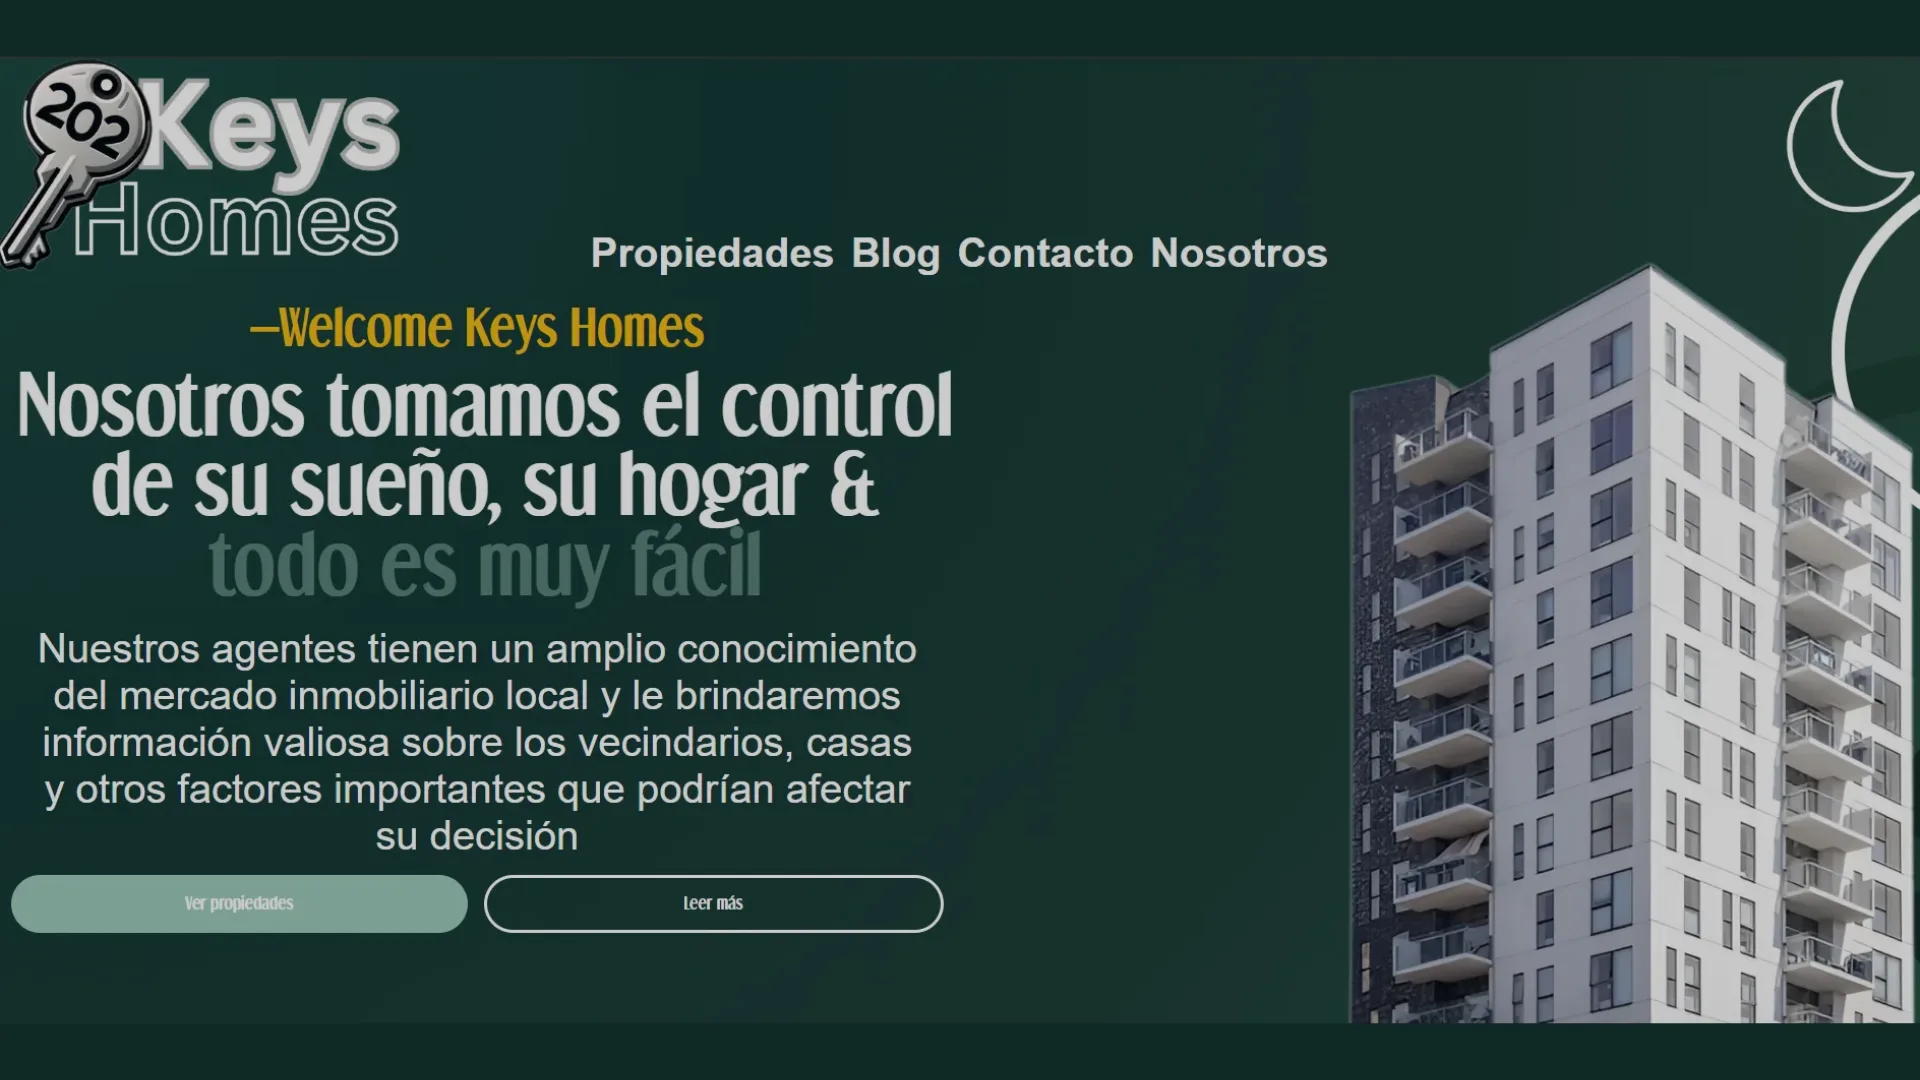 202
Keys
Homes
Propiedades Blog Contacto Nosotros
—Welcome Keys Homes
Nosotros tomamos el control
de su sueño, su hogar &
todo es muy fácil
Nuestros agentes tienen un amplio conocimiento
del mercado inmobiliario local y le brindaremos
información valiosa sobre los vecindarios, casas
y otros factores importantes que podrían afectar
su decisión
Ver propiedades
Leer más